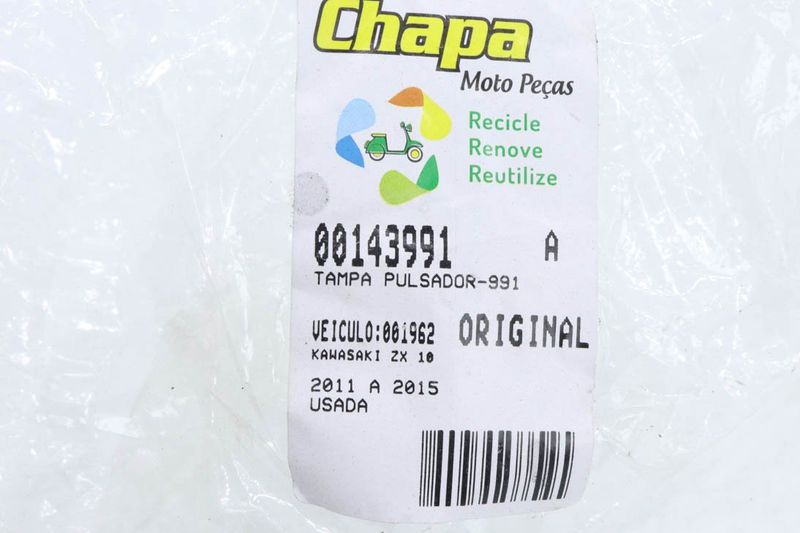 Chapa
Moto Peças
Recicle
Renove
Reutilize
00143991 A
TAMPA PULSADOR-991
VEICULO:001962 ORIGINAL
KAWASAKI ZX 10
2011 A 2015
USADA